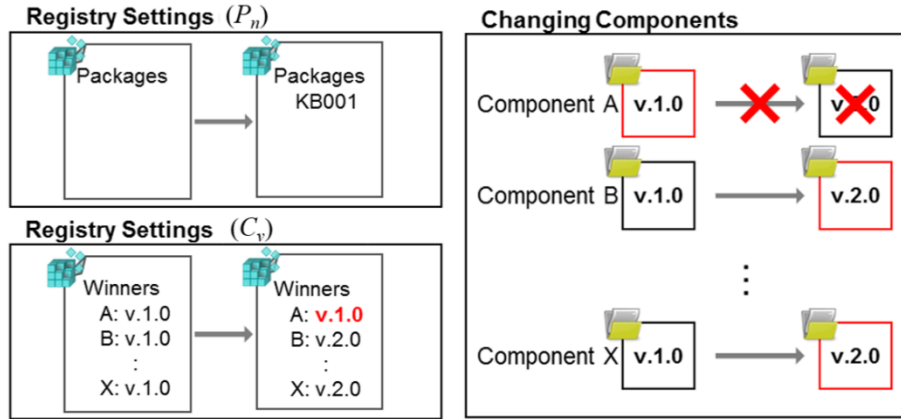 Registry Settings (Pn)
Packages
Packages
KB001
Registry Settings (Cv)
Winners
A: v.1.0
B: v.1.0
:
X: v.1.0
Winners
A: v.1.0
B: v.2.0
:
X: v.2.0
Changing Components
Component A
v.1.0
Component B
v.1.0
v.2.0
⋮
Component X
v.1.0
v.2.0